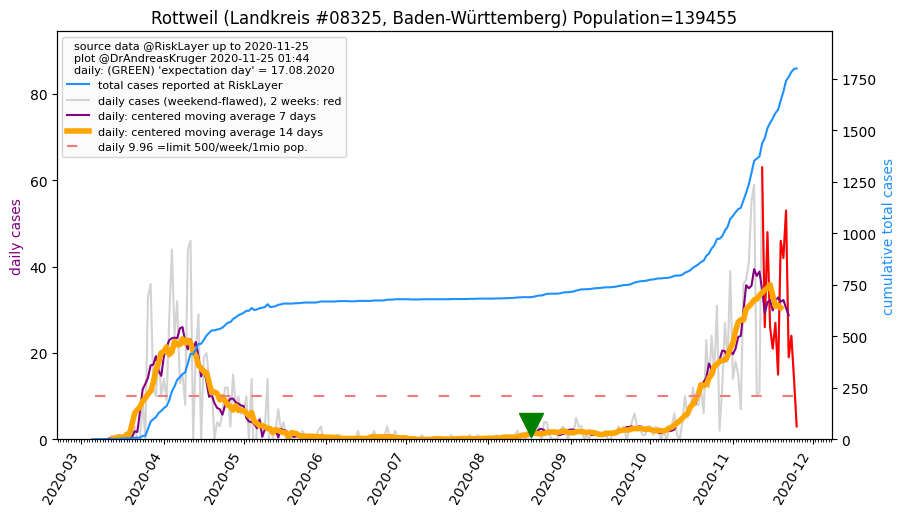 Rottweil (Landkreis #08325, Baden-Württemberg) Population=139455
source data @RiskLayer up to 2020-11-25
plot @DrAndreasKruger 2020-11-25 01:44
daily: (GREEN) 'expectation day' = 17.08.2020
total cases reported at RiskLayer
daily cases (weekend-flawed), 2 weeks: red
daily: centered moving average 7 days
daily: centered moving average 14 days
daily 9.96 =limit 500/week/1mio pop.
daily cases
80
60
40
20
0
1750
1500
1250
1000
750
500
250
0
cumulative total cases
2020-03
2020-04
2020-05
2020-06
2020-07
2020-08
2020-09
2020-10
2020-11
2020-12